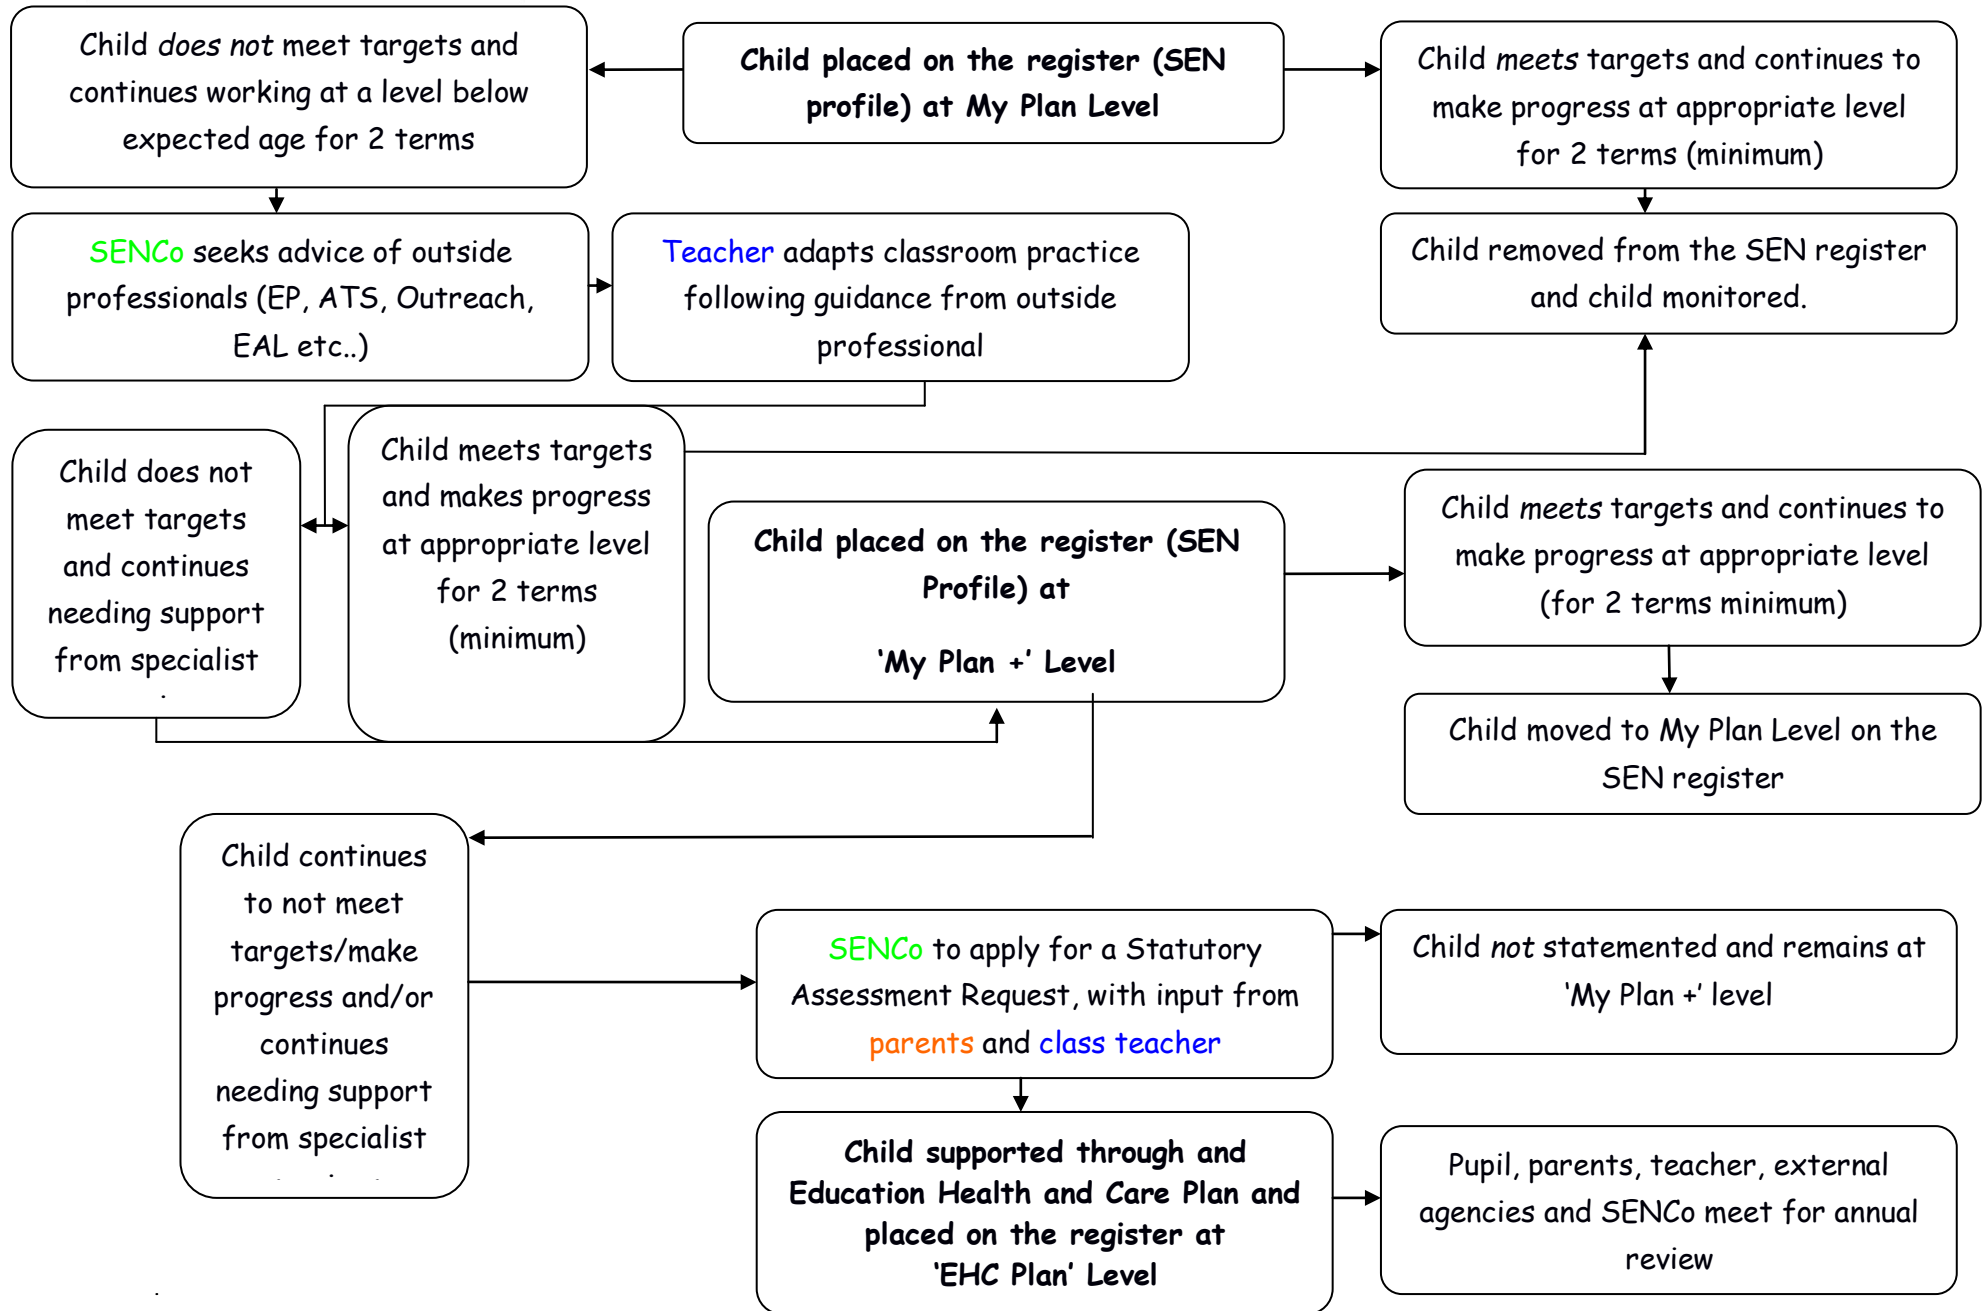 Child does not meet targets and
continues working at a level below
expected age for 2 terms
Child placed on the register (SEN
profile) at My Plan Level
Child meets targets and continues to
make progress at appropriate level
for 2 terms (minimum)
SENCo seeks advice of outside
professionals (EP, ATS, Outreach,
EAL etc..)
Teacher adapts classroom practice
following guidance from outside
professional
Child removed from the SEN register
and child monitored.
Child does not
meet targets
and continues
needing support
from specialist
Child meets targets
and makes progress
at appropriate level
for 2 terms
(minimum)
Child placed on the register (SEN
Profile) at
‘My Plan +’ Level
Child meets targets and continues to
make progress at appropriate level
(for 2 terms minimum)
Child moved to My Plan Level on the
SEN register
Child continues
to not meet
targets/make
progress and/or
continues
needing support
from specialist
SENCo to apply for a Statutory
Assessment Request, with input from
parents and class teacher
Child not statemented and remains at
‘My Plan +’ level
Child supported through and
Education Health and Care Plan and
placed on the register at
‘EHC Plan’ Level
Pupil, parents, teacher, external
agencies and SENCo meet for annual
review